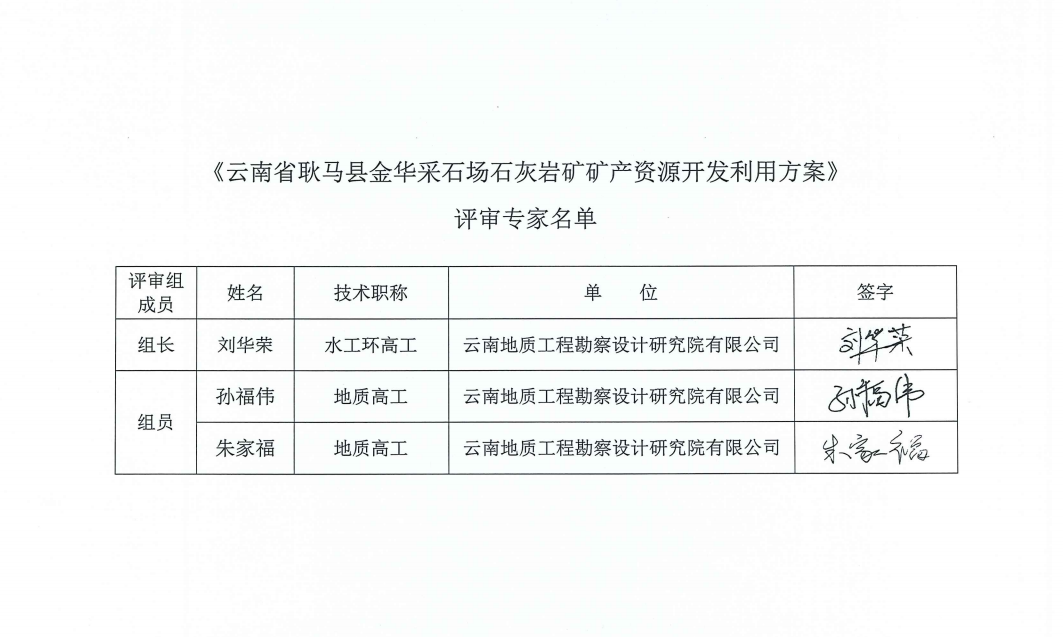 《云南省耿马县金华采石场石灰岩矿矿产资源开发利用方案》
评审专家名单
评审组成员 姓名 技术职称 单 位 签字
组长 刘华荣 水工环高工 云南地质工程勘察设计研究院有限公司 刘华荣
组员 孙福伟 地质高工 云南地质工程勘察设计研究院有限公司 孙福伟
朱家福 地质高工 云南地质工程勘察设计研究院有限公司 朱家福